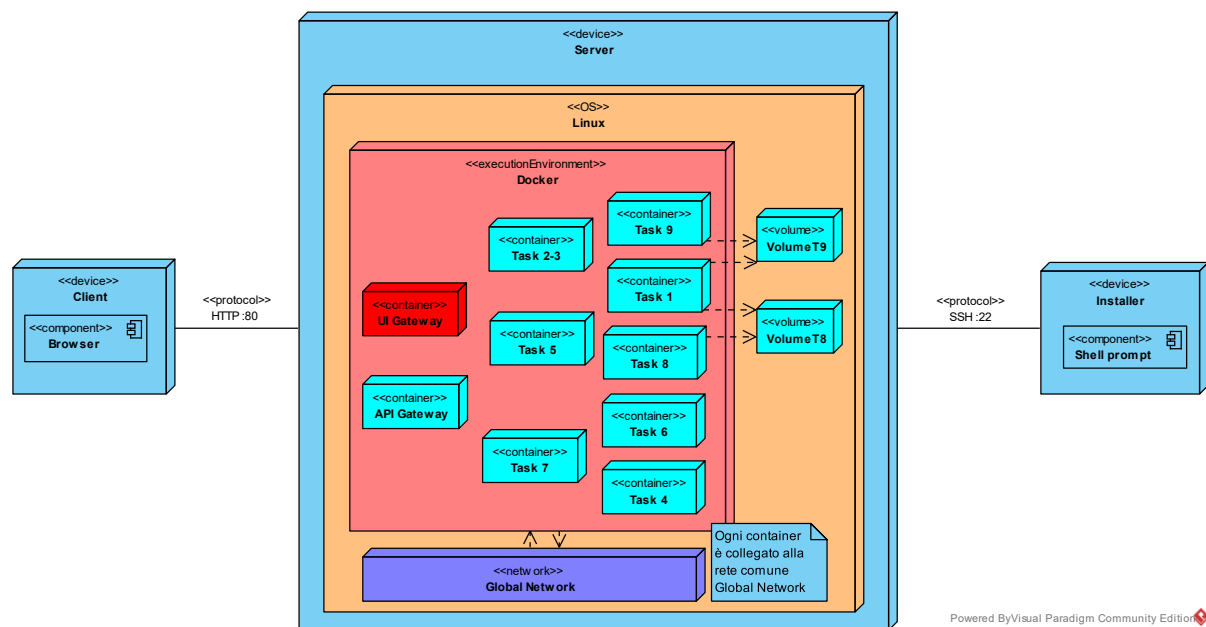 <<device>>
Server
<<OS>>
Linux
<<executionEnvironment>>
Docker
<<container>>
Task 9
<<container>>
Task 2-3
<<volume>>
VolumeT9
<<container>>
Task 1
<<container>>
UI Gateway
<<container>>
Task 5
<<container>>
Task 8
<<volume>>
VolumeT8
<<container>>
API Gateway
<<container>>
Task 6
<<container>>
Task 7
<<container>>
Task 4
<<network>>
Global Network
Ogni container
è collegato alla
rete comune
Global Network
<<device>>
Client
<<component>>
Browser
<<protocol>>
HTTP :80
<<protocol>>
SSH :22
<<device>>
Installer
<<component>>
Shell prompt
Powered ByVisual Paradigm Community Edition